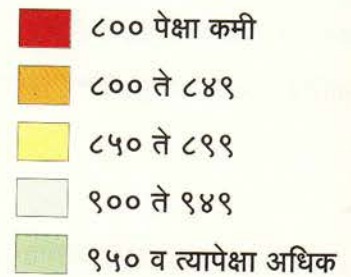 ८०० पेक्षा कमी
८०० ते ८४९
८५० ते ८९९
९०० ते ९४९
९५० व त्यापेक्षा अधिक